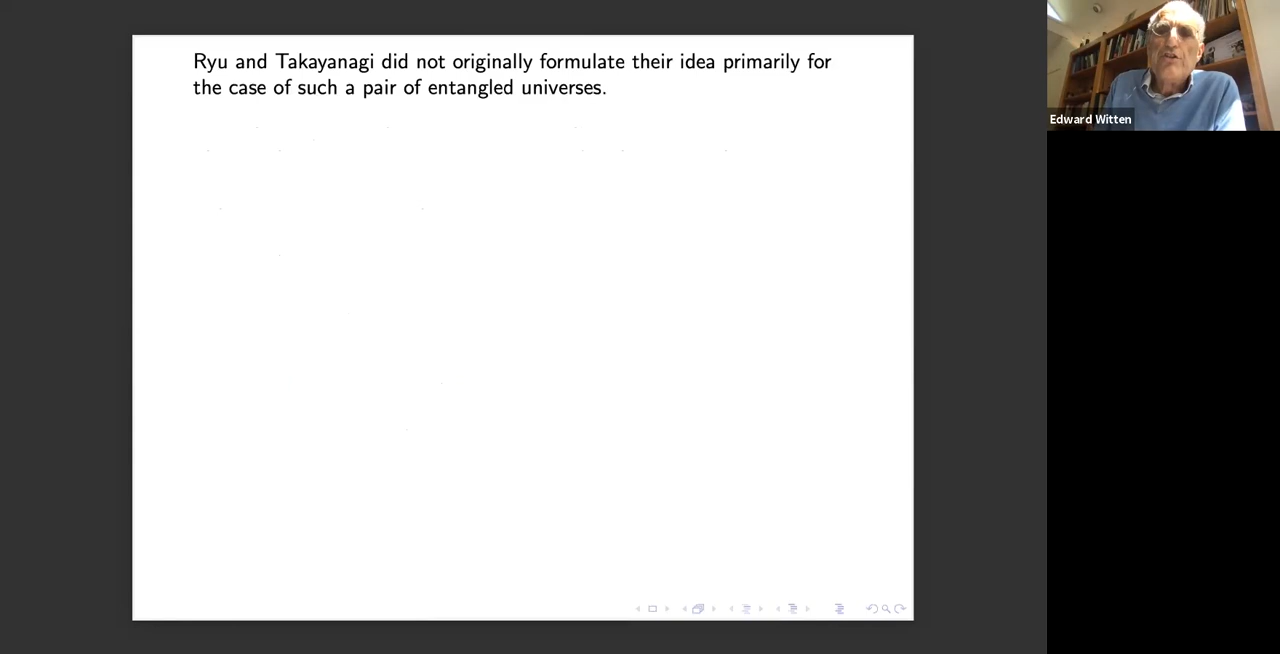 Ryu and Takayanagi did not originally formulate their idea primarily for
the case of such a pair of entangled universes.
Edward Witten